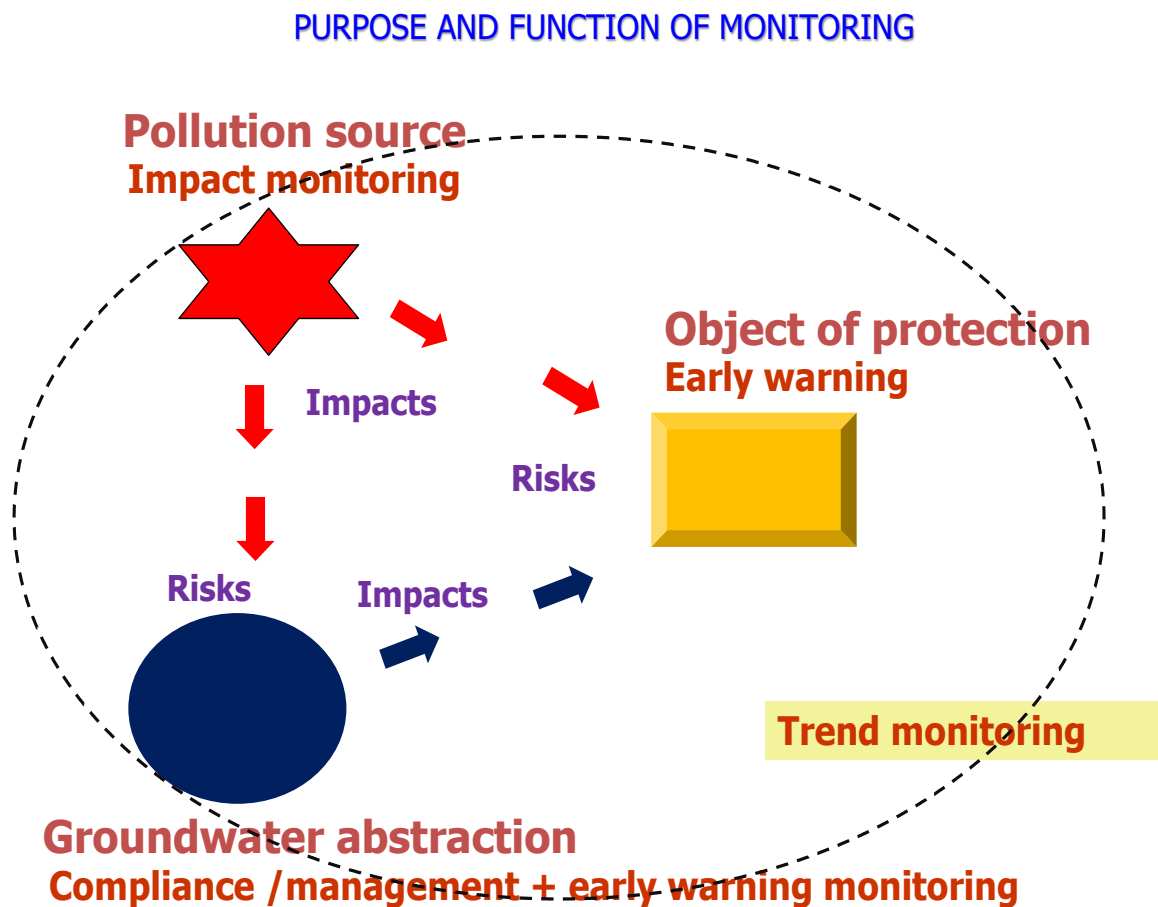 PURPOSE AND FUNCTION OF MONITORING
Pollution source
Impact monitoring
Object of protection
Early warning
Impacts
Risks
Risks
Impacts
Trend monitoring
Groundwater abstraction
Compliance /management + early warning monitoring